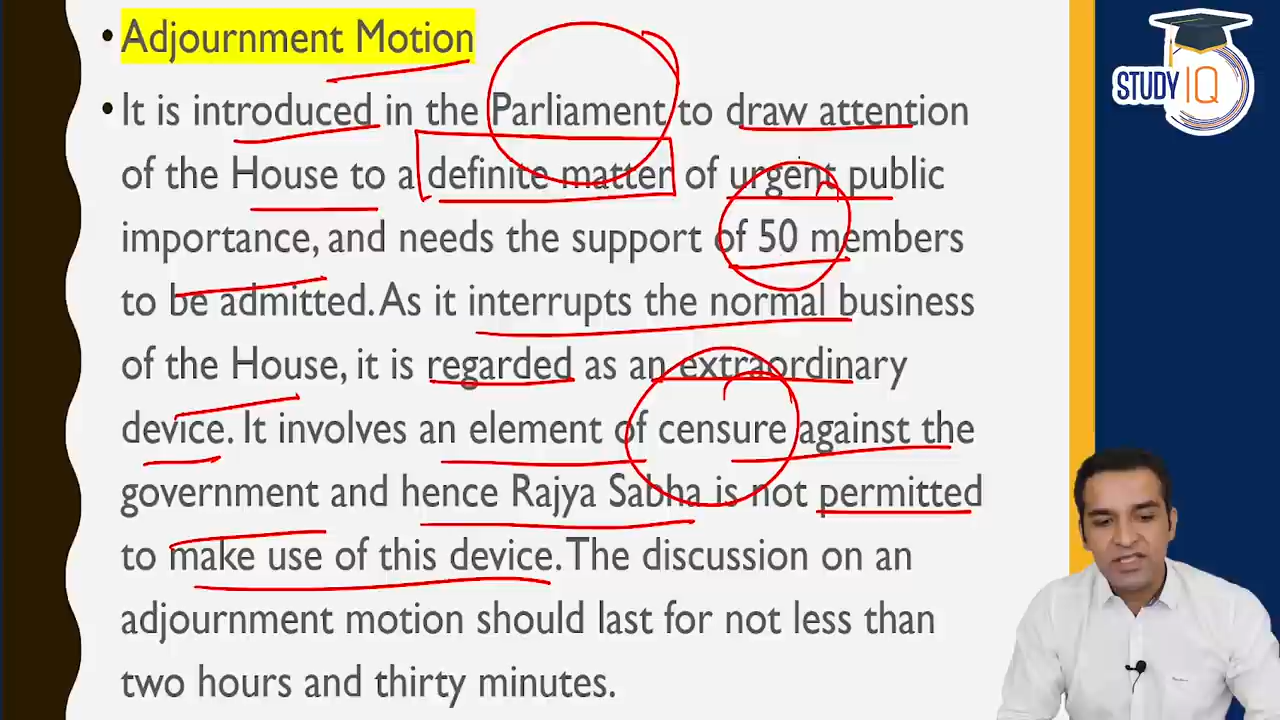 Adjournment Motion
It is introduced in the Parliament to draw attention
of the House to a definite matter of urgent public
importance, and needs the support of 50 members
to be admitted. As it interrupts the normal business
of the House, it is regarded as an extraordinary
device. It involves an element of censure against the
government and hence Rajya Sabha is not permitted
to make use of this device. The discussion on an
adjournment motion should last for not less than
two hours and thirty minutes.
STUDY IQ